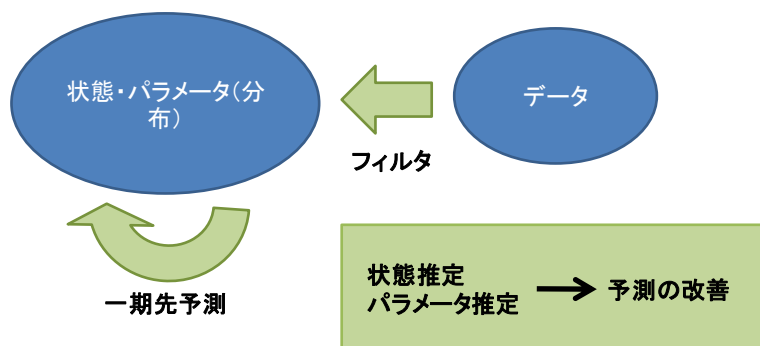 状態・パラメータ(分
布)
データ
フィルタ
一期先予測
状態推定
パラメータ推定
予測の改善